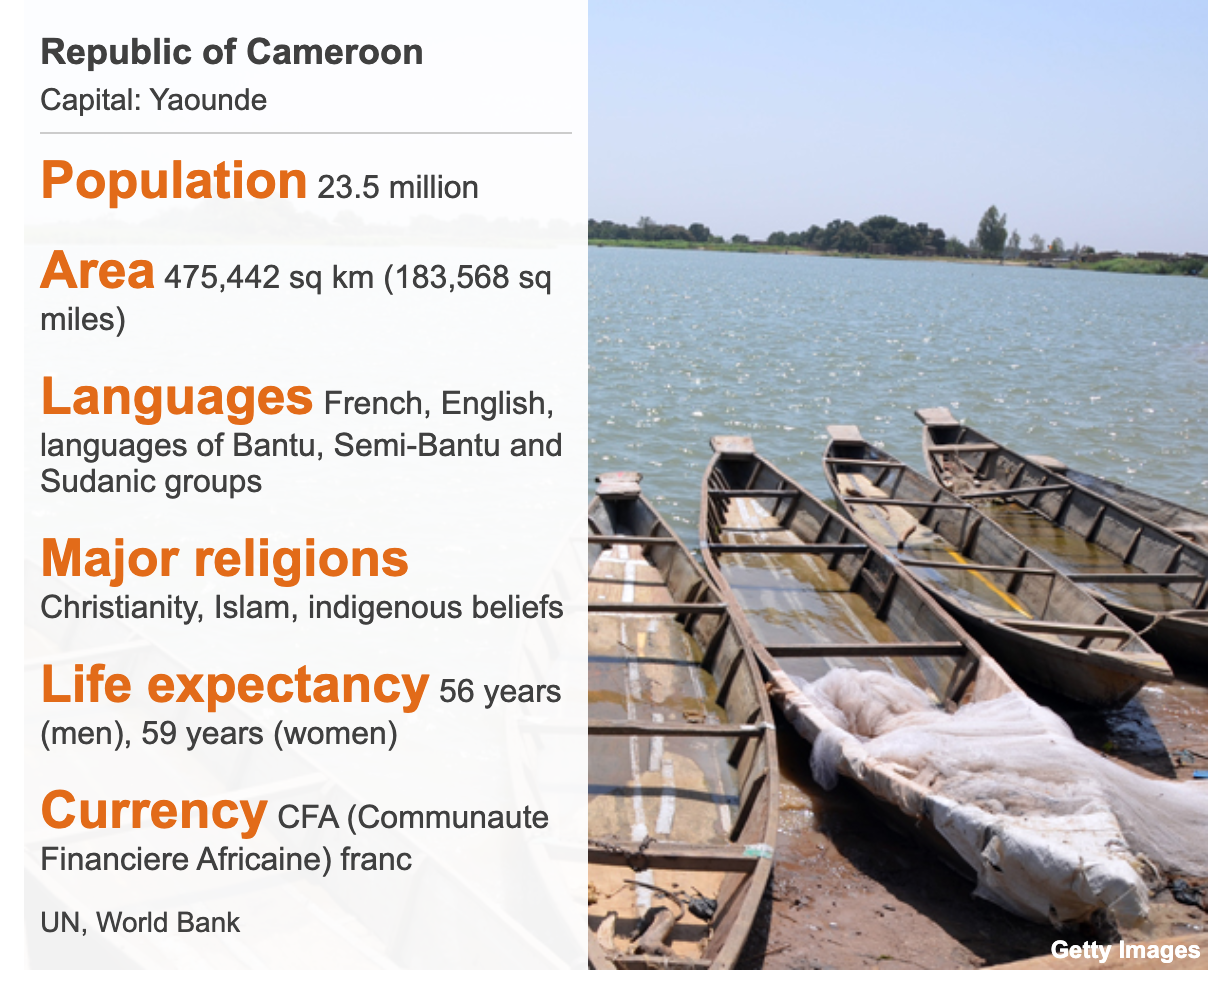 Republic of Cameroon
Capital: Yaounde
Population 23.5 million
Area 475,442 sq km (183,568 sq
miles)
Languages French, English,
languages of Bantu, Semi-Bantu and
Sudanic groups
Major religions
Christianity, Islam, indigenous beliefs
Life expectancy 56 years
(men), 59 years (women)
Currency CFA (Communaute
Financiere Africaine) franc
UN, World Bank
Getty Images